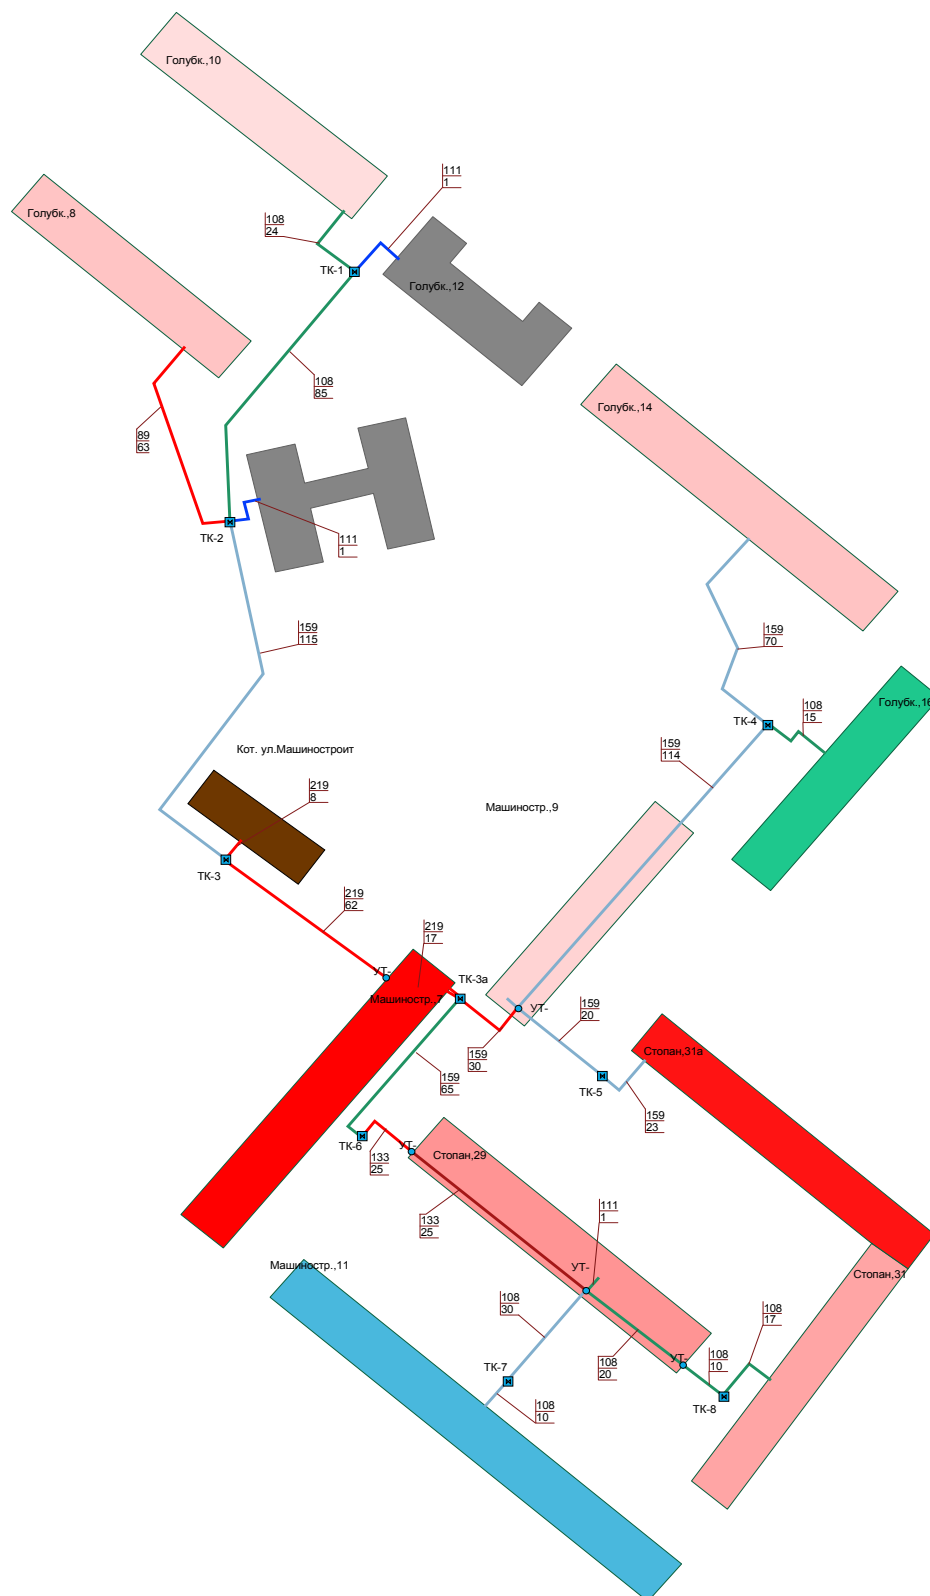 Голубк.,10
111
1
Голубк.,8
108
24
ТК-1
Голубк.,12
108
85
Голубк.,14
89
63
ТК-2
111
1
159
115
159
70
Голубк.,16
108
15
ТК-4
Кот. ул.Машиностроит
159
114
219
8
Машиностр.,9
ТК-3
219
62
219
17
УТ-
ТК-3а
Машиностр.,7
УТ-
159
20
159
30
Стопан,31а
159
65
ТК-5
159
23
ТК-6
УТ-
Стопан,29
133
25
111
1
133
25
Машиностр.,11
УТ-
Стопан,31
108
30
108
17
108
10
УТ-
108
20
ТК-7
ТК-8
108
10